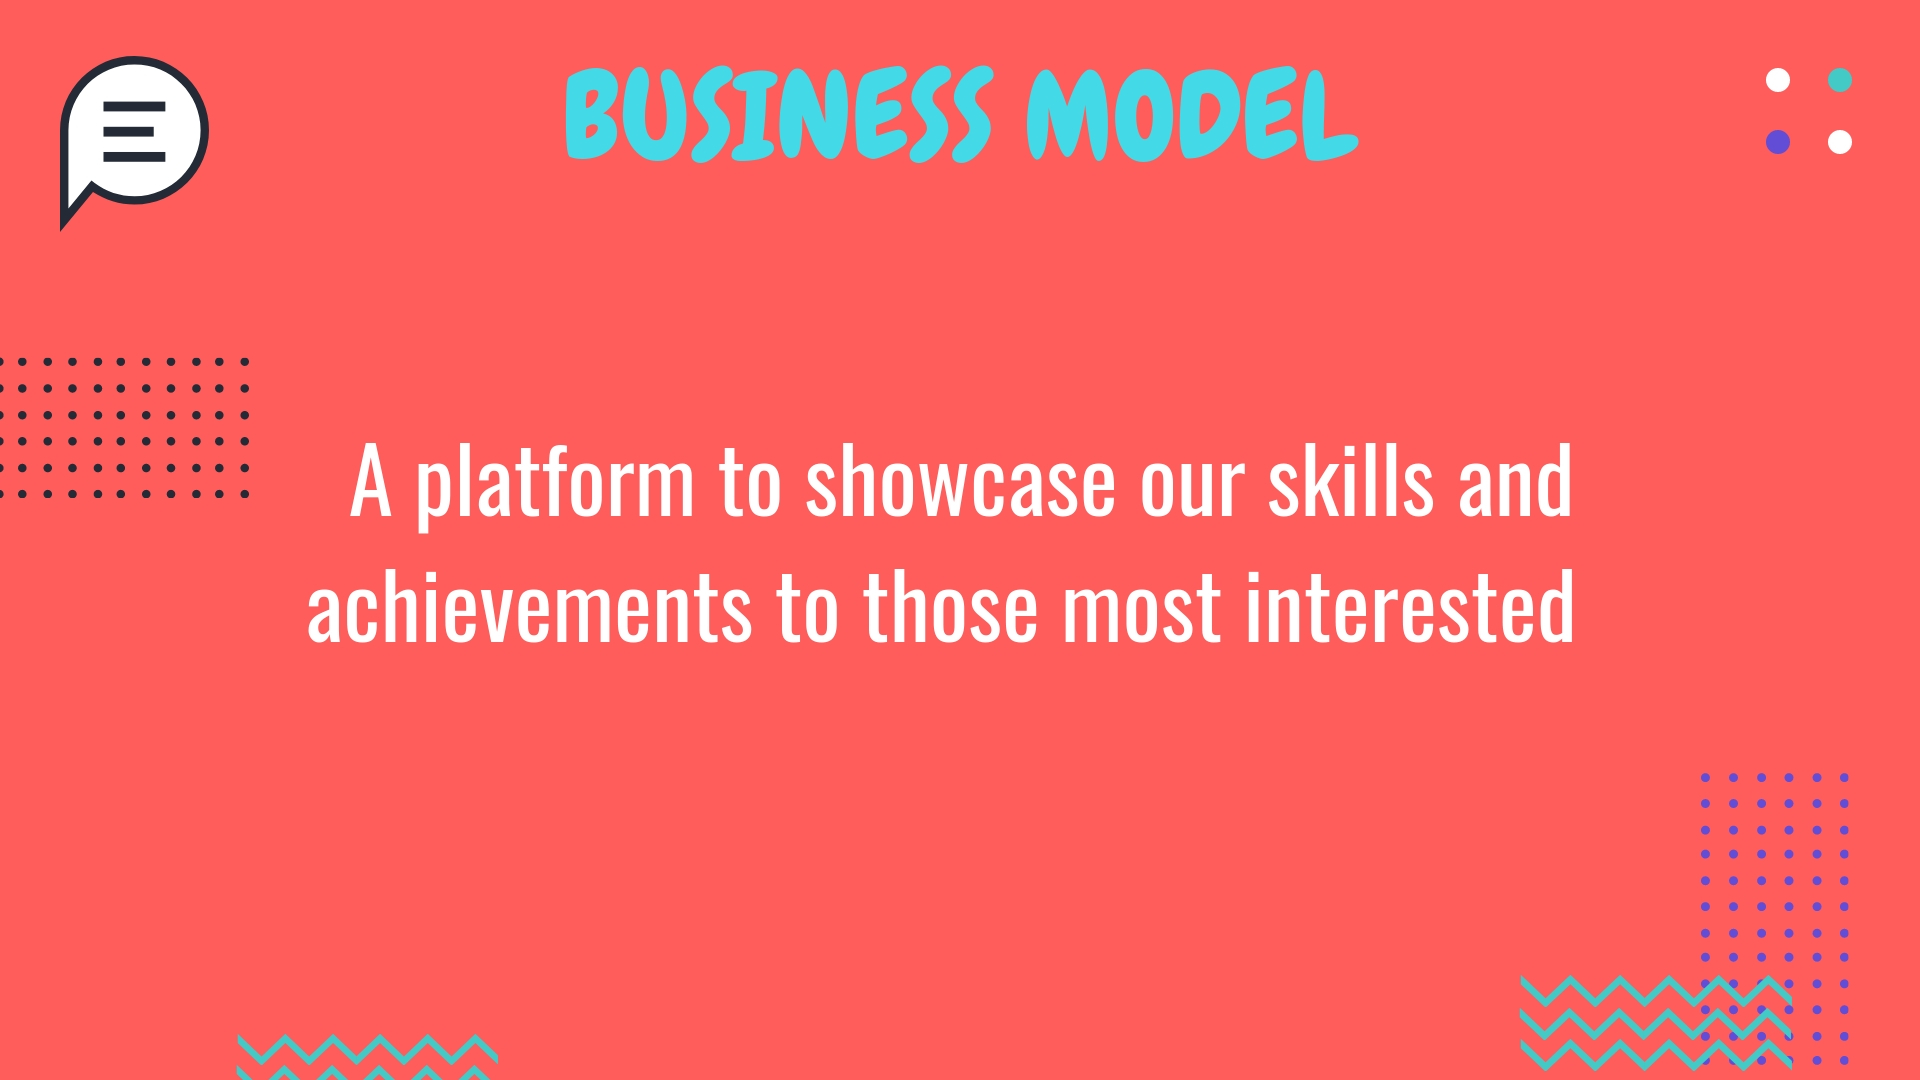 BUSINESS MODEL
A platform to showcase our skills and
achievements to those most interested